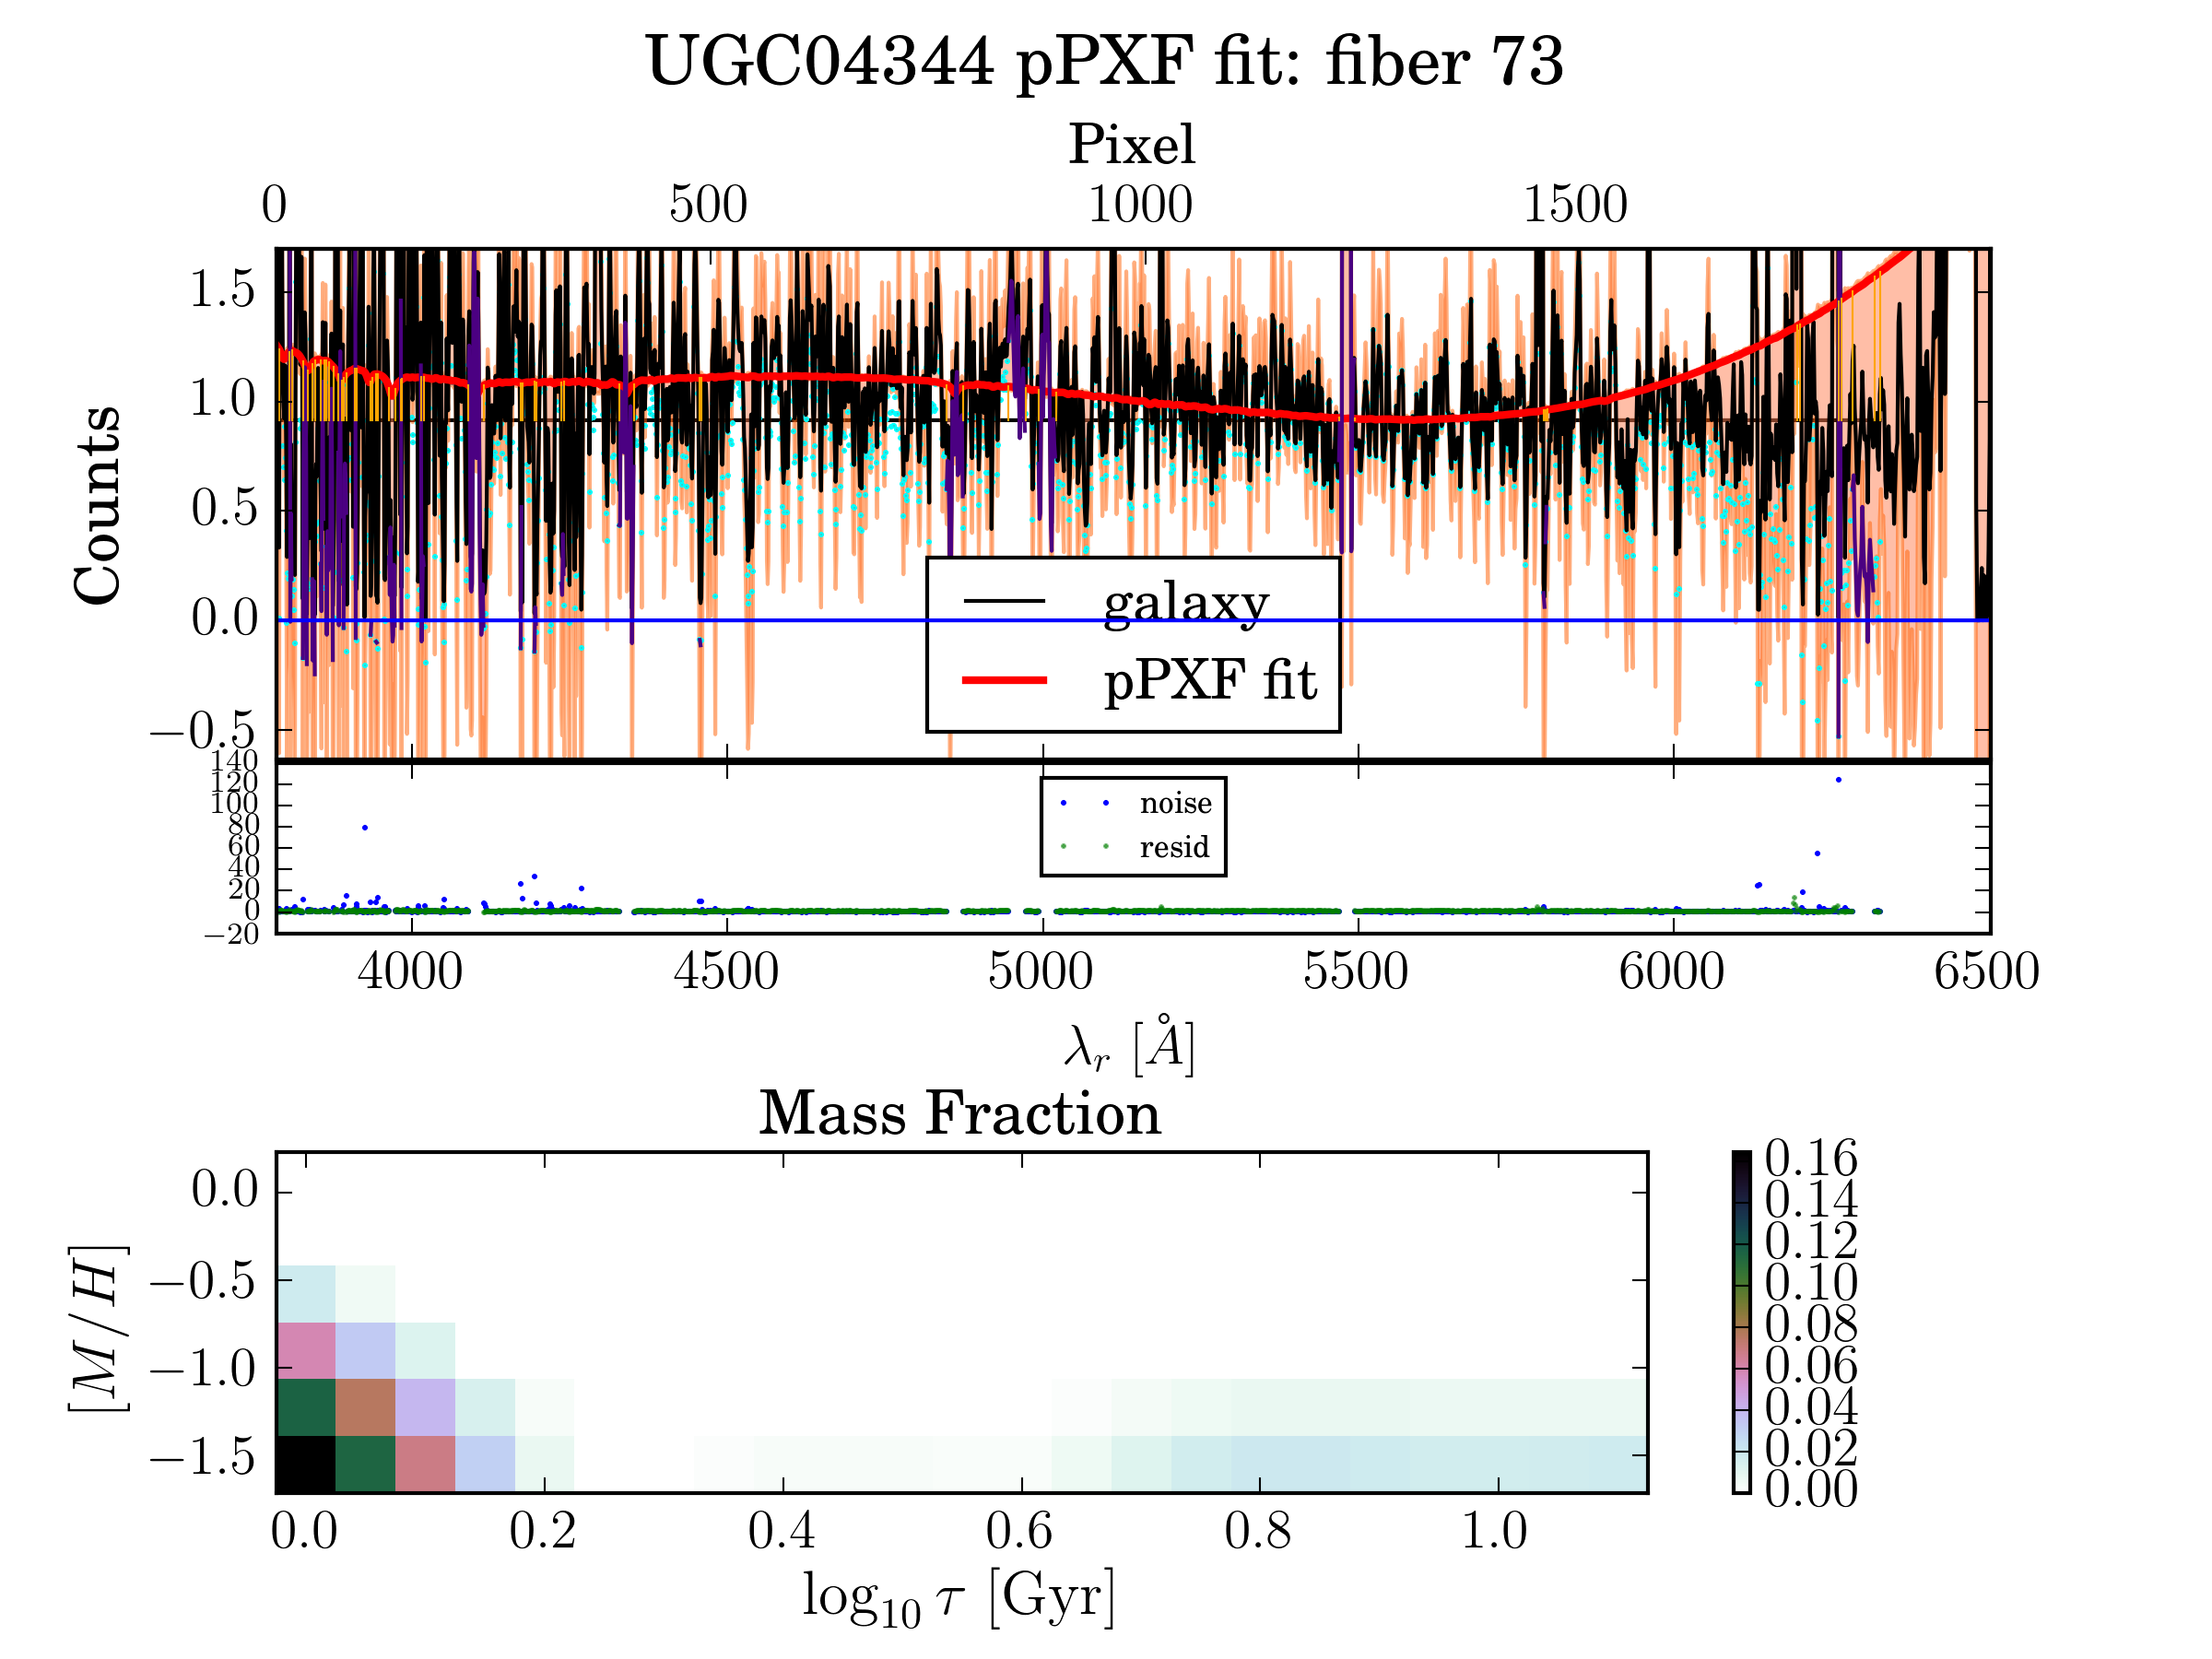 UGC04344 pPXF fit: fiber 73
Pixel
0 500 1000 1500
Counts
1.5
1.0
0.5
0.0
−0.5
galaxy
pPXF fit
140
120
100
80
60
40
20
0
−20
noise
resid
4000 4500 5000 5500 6000 6500
λr [Å]
Mass Fraction
[M/H]
0.0
−0.5
−1.0
−1.5
0.0 0.2 0.4 0.6 0.8 1.0
log10 τ [Gyr]
0.16
0.14
0.12
0.10
0.08
0.06
0.04
0.02
0.00